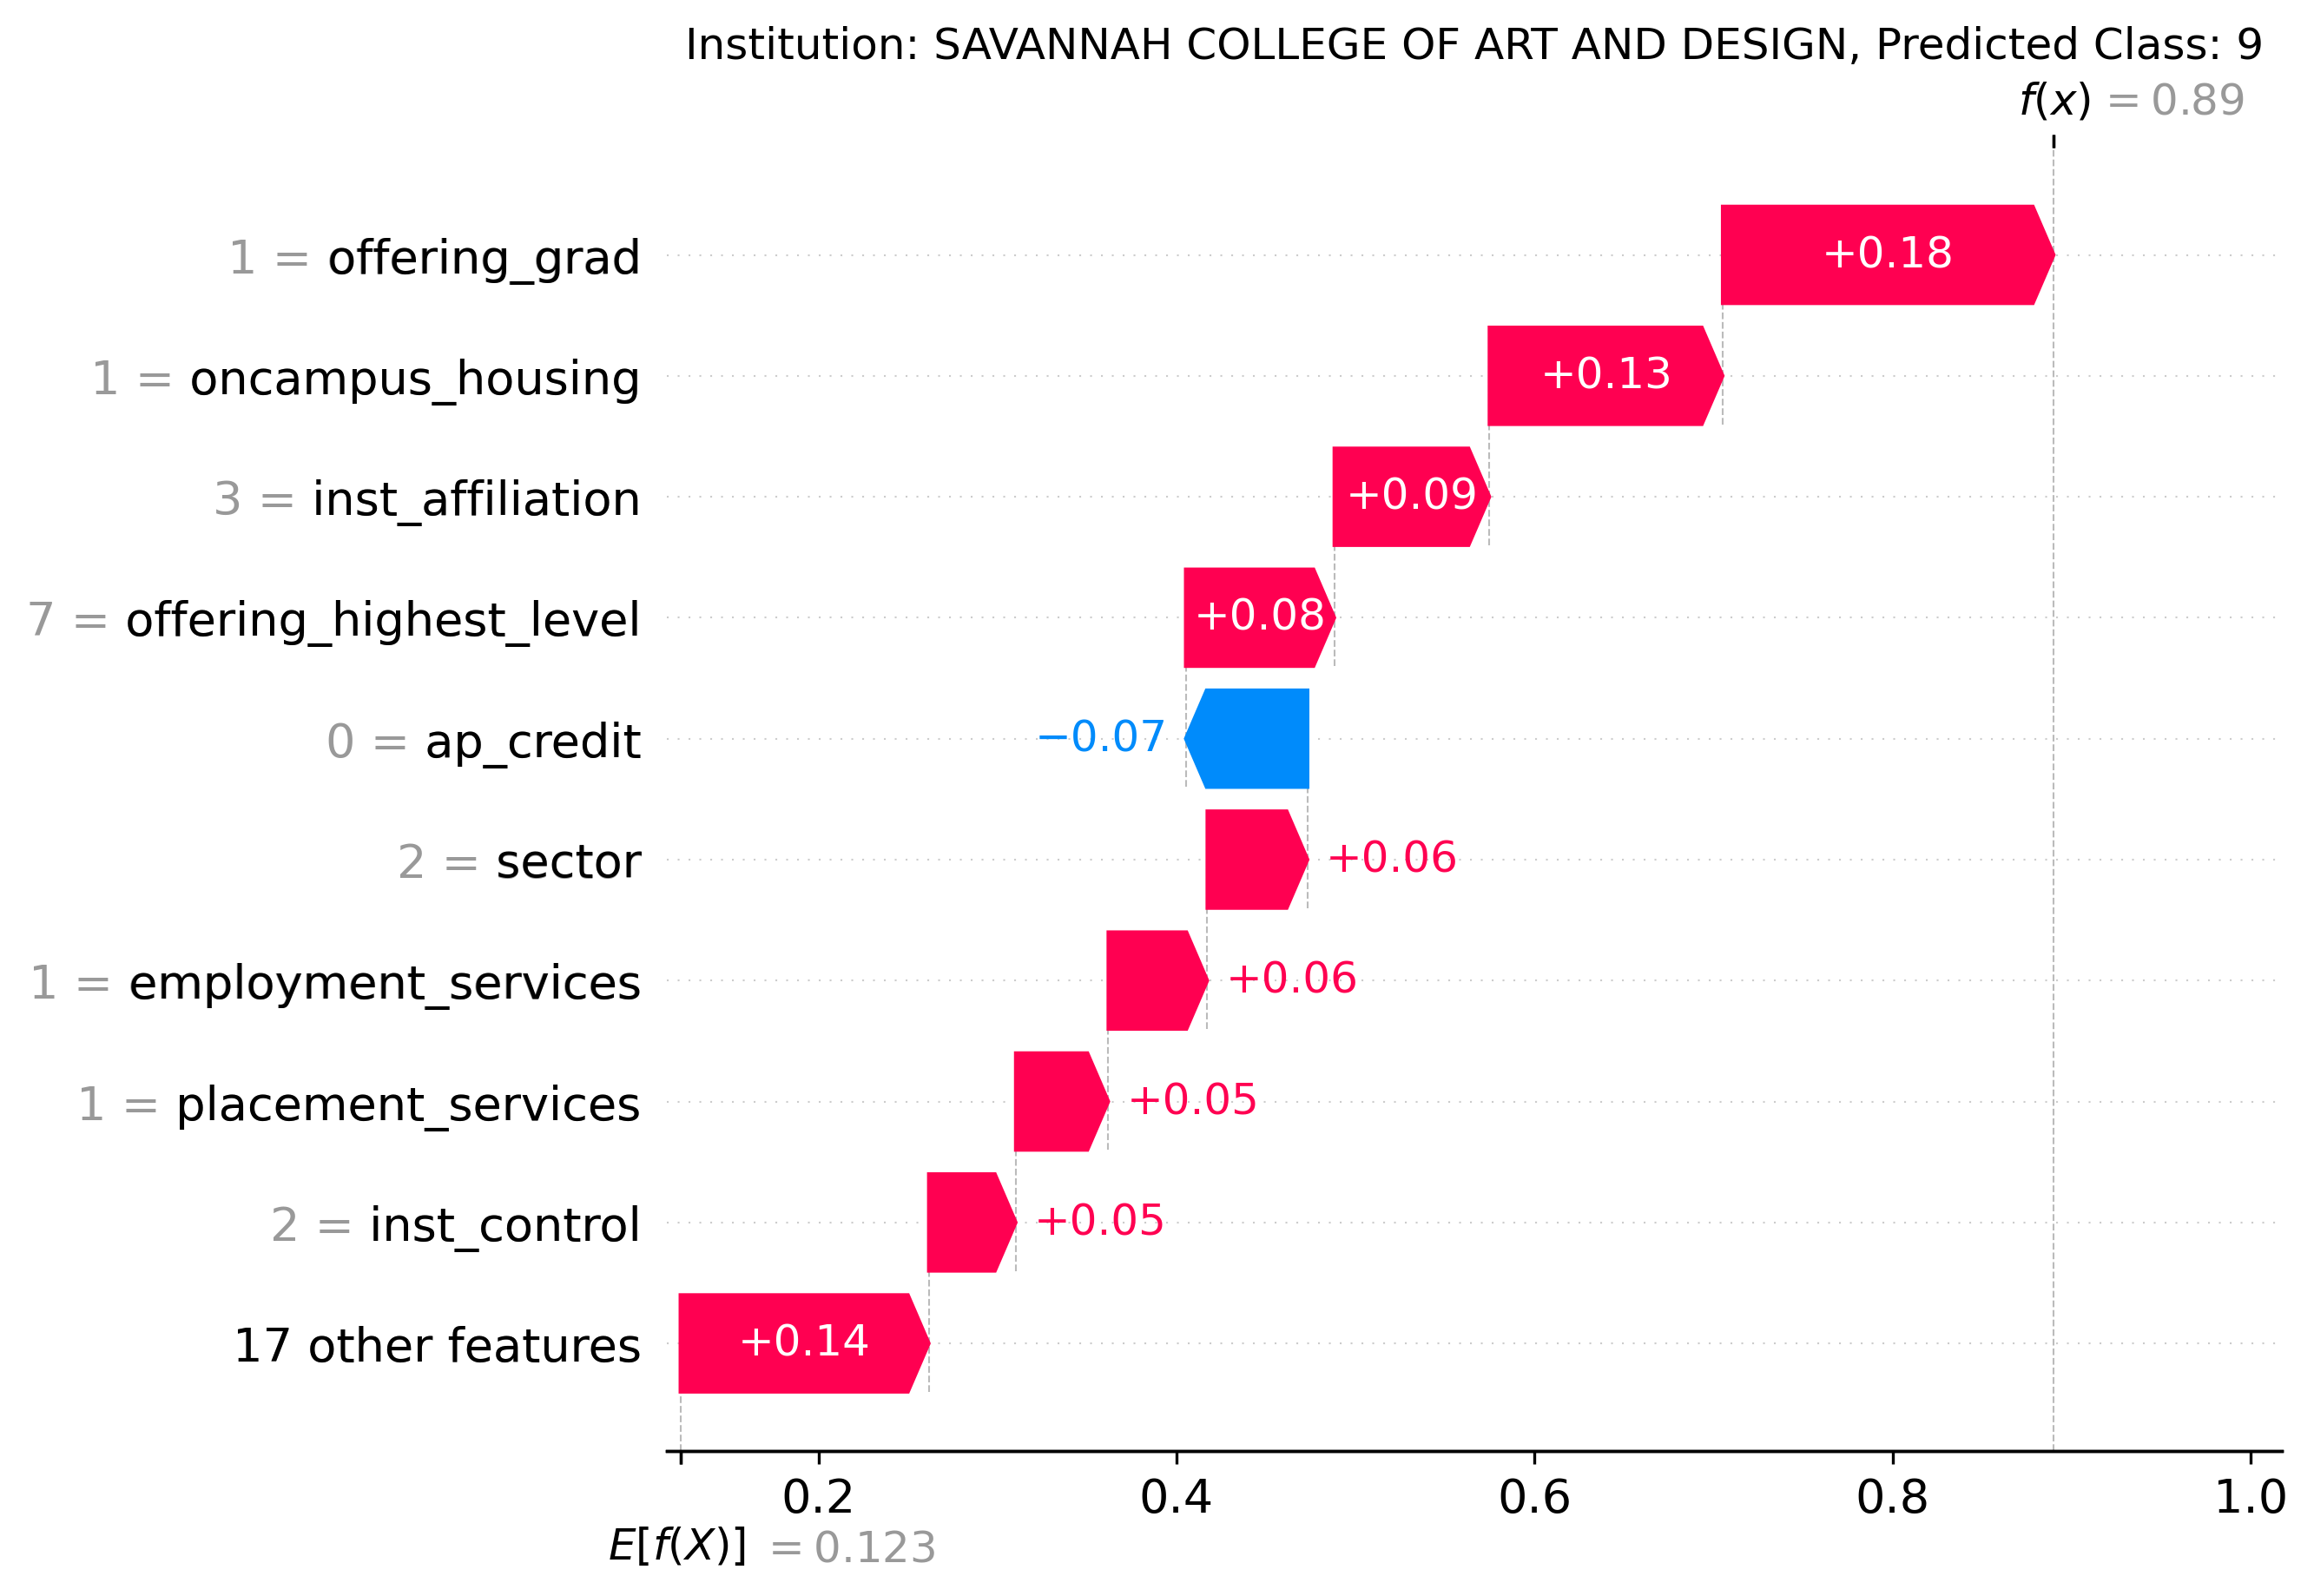 Institution: SAVANNAH COLLEGE OF ART AND DESIGN, Predicted Class: 9
f(x) = 0.89
1 = offering_grad +0.18
1 = oncampus_housing +0.13
3 = inst_affiliation +0.09
7 = offering_highest_level +0.08
0 = ap_credit −0.07
2 = sector +0.06
1 = employment_services +0.06
1 = placement_services +0.05
2 = inst_control +0.05
17 other features +0.14
0.2 0.4 0.6 0.8 1.0
E[f(X)] = 0.123